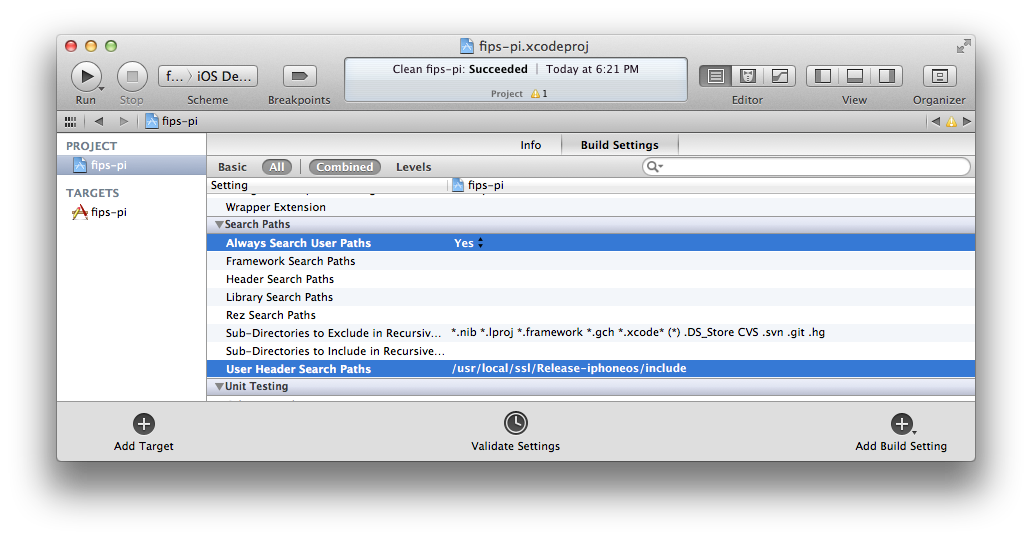 fips-pi.xcodeproj
Clean fips-pi: Succeeded | Today at 6:21 PM
f... 〉 iOS De...
Project 1
Run Stop Scheme Breakpoints Editor View Organizer
fips-pi
PROJECT
fips-pi
TARGETS
fips-pi
Info Build Settings
Basic All Combined Levels
Setting fips-pi
Wrapper Extension
Search Paths
Always Search User Paths Yes
Framework Search Paths
Header Search Paths
Library Search Paths
Rez Search Paths
Sub-Directories to Exclude in Recursiv... *.nib *.lproj *.framework *.gch *.xcode* (*) .DS_Store CVS .svn .git .hg
Sub-Directories to Include in Recursive...
User Header Search Paths /usr/local/ssl/Release-iphoneos/include
Unit Testing
Add Target Validate Settings Add Build Setting